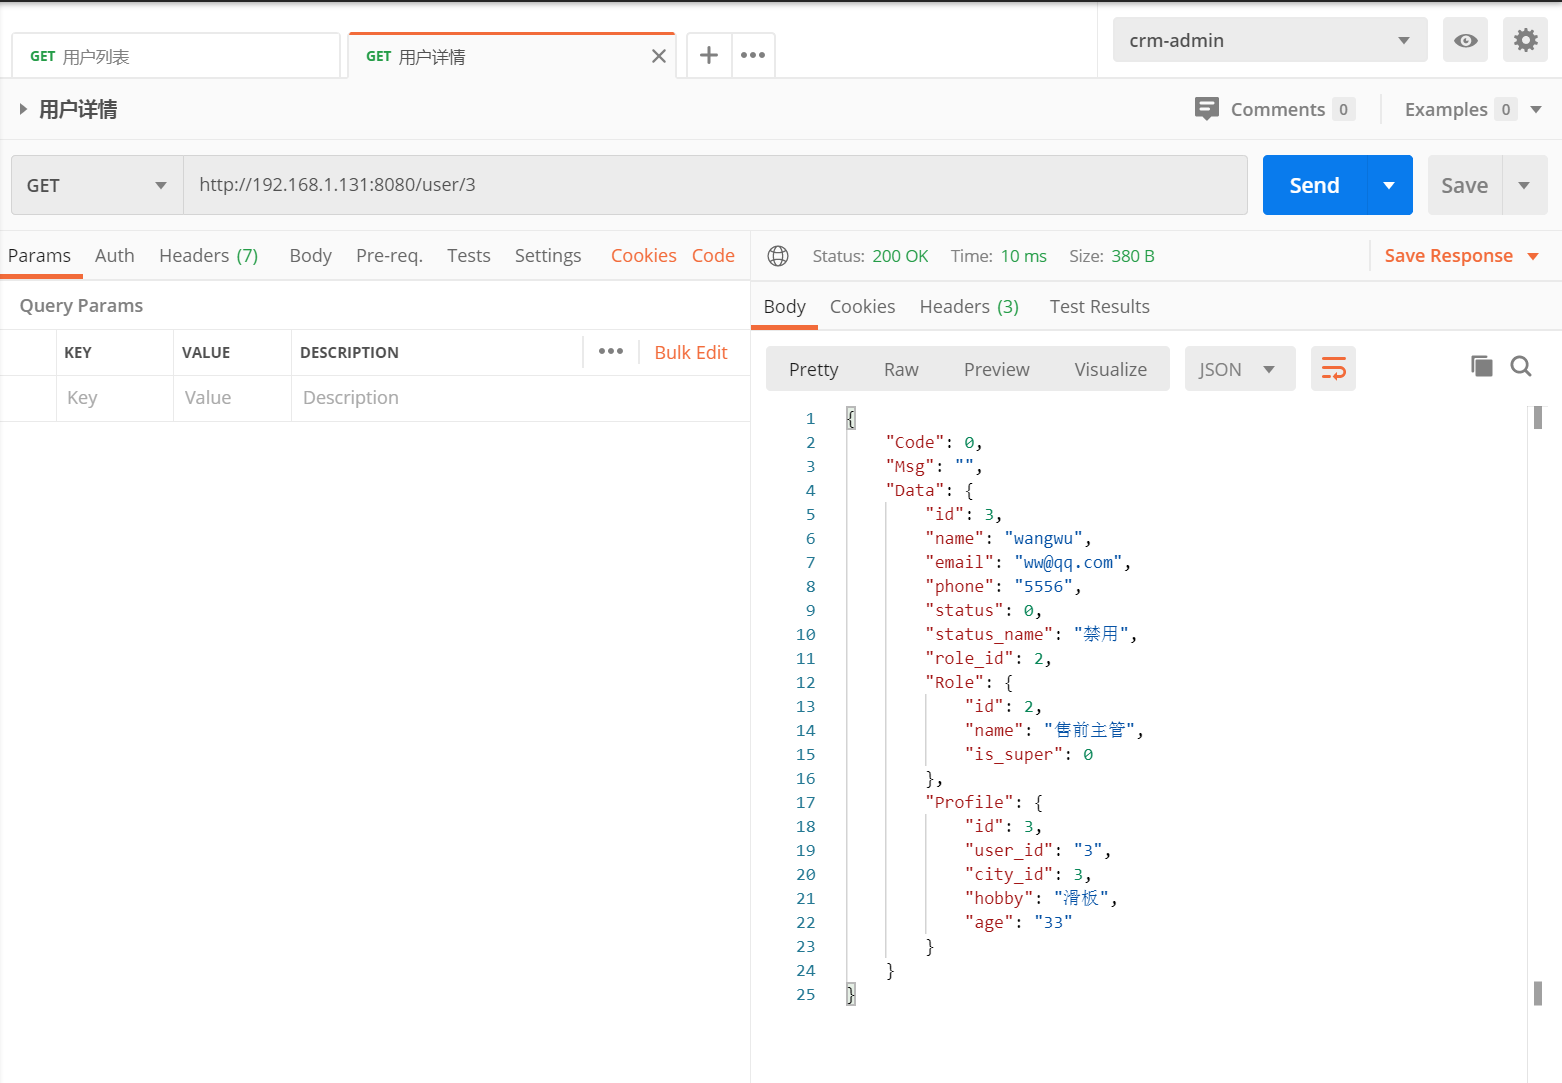 GET 用户列表
GET 用户详情
crm-admin
用户详情
Comments 0
Examples 0
GET
http://192.168.1.131:8080/user/3
Send
Save
Params Auth Headers (7) Body Pre-req. Tests Settings Cookies Code
Query Params
KEY VALUE DESCRIPTION Bulk Edit
Key Value Description
Status: 200 OK Time: 10 ms Size: 380 B Save Response
Body Cookies Headers (3) Test Results
Pretty Raw Preview Visualize JSON
1 {
2 "Code": 0,
3 "Msg": "",
4 "Data": {
5 "id": 3,
6 "name": "wangwu",
7 "email": "ww@qq.com",
8 "phone": "5556",
9 "status": 0,
10 "status_name": "禁用",
11 "role_id": 2,
12 "Role": {
13 "id": 2,
14 "name": "售前主管",
15 "is_super": 0
16 },
17 "Profile": {
18 "id": 3,
19 "user_id": "3",
20 "city_id": 3,
21 "hobby": "滑板",
22 "age": "33"
23 }
24 }
25 }